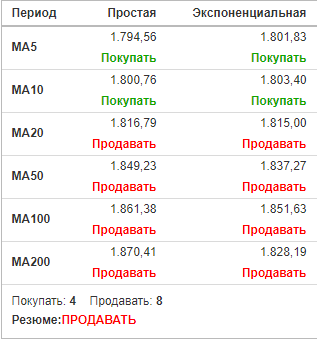 Период Простая Экспоненциальная
MA5 1.794,56 1.801,83
Покупать Покупать
MA10 1.800,76 1.803,40
Покупать Покупать
MA20 1.816,79 1.815,00
Продавать Продавать
MA50 1.849,23 1.837,27
Продавать Продавать
MA100 1.861,38 1.851,63
Продавать Продавать
MA200 1.870,41 1.828,19
Продавать Продавать
Покупать: 4 Продавать: 8
Резюме:ПРОДАВАТЬ